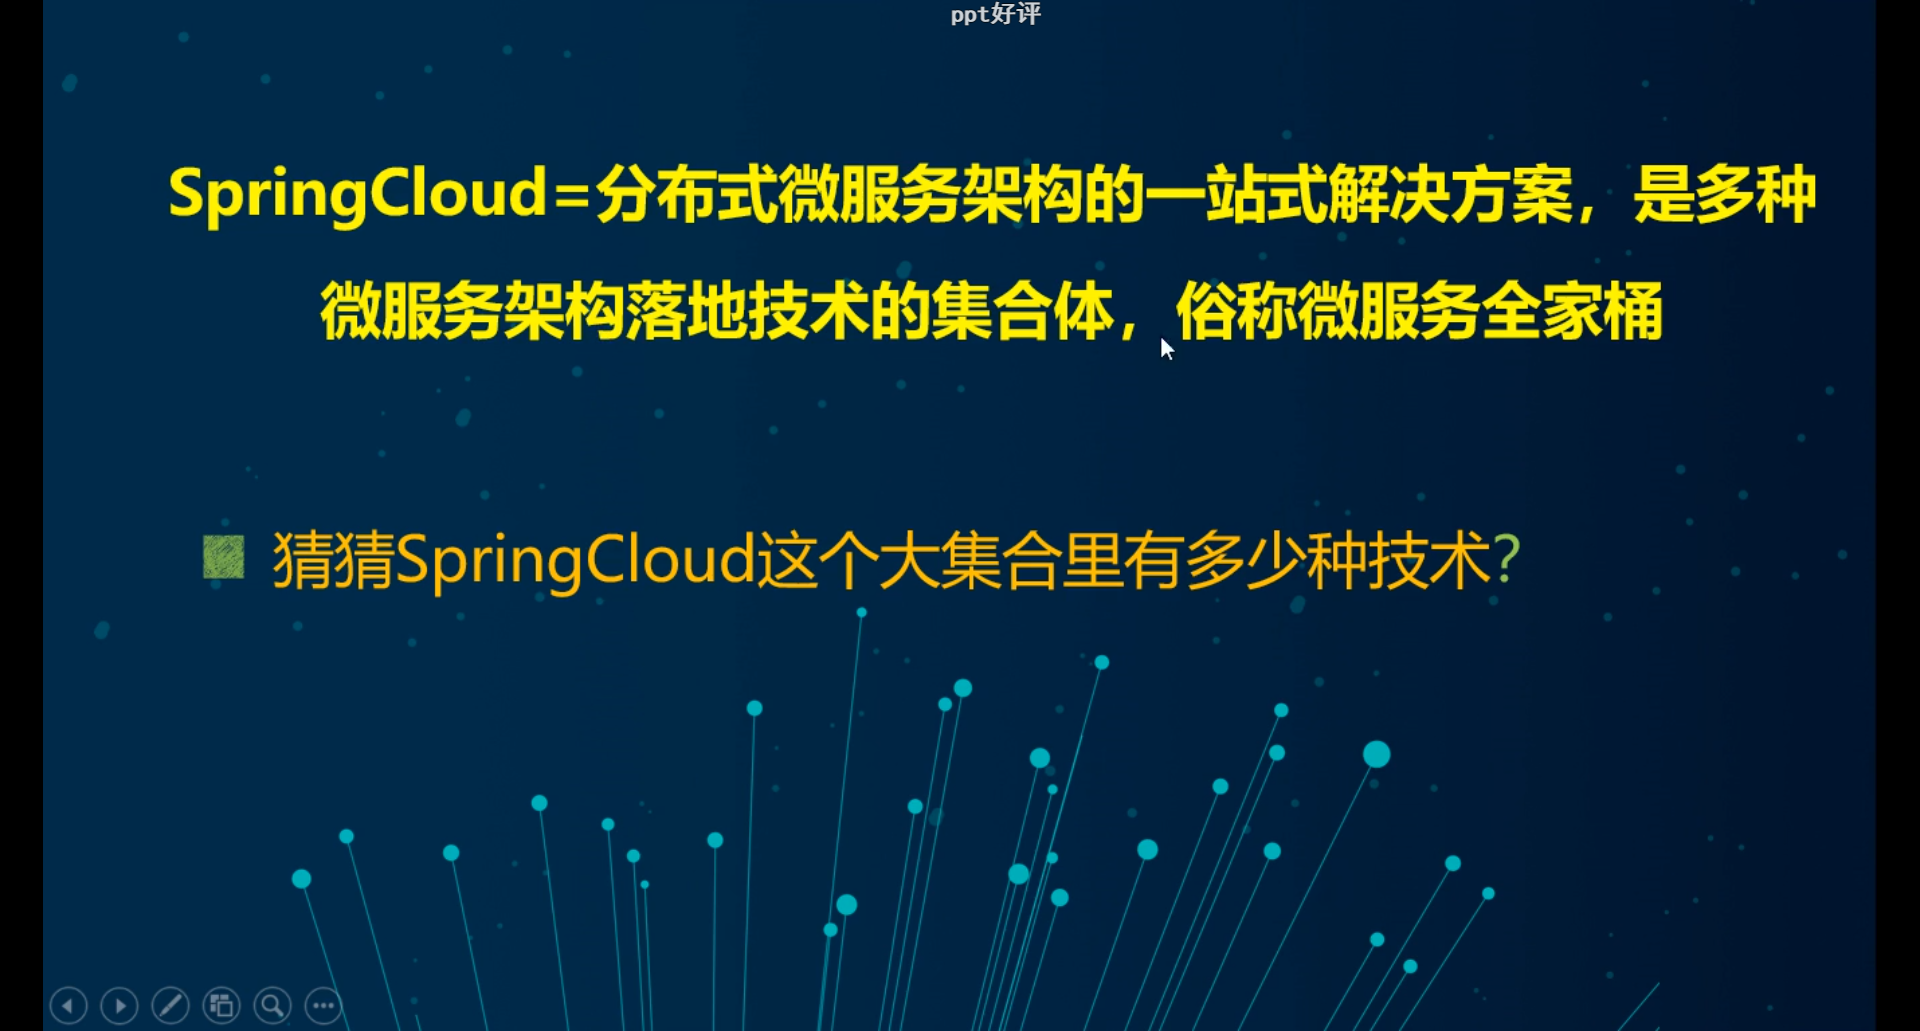 ppt好评
SpringCloud=分布式微服务架构的一站式解决方案，是多种
微服务架构落地技术的集合体，俗称微服务全家桶
猜猜SpringCloud这个大集合里有多少种技术?